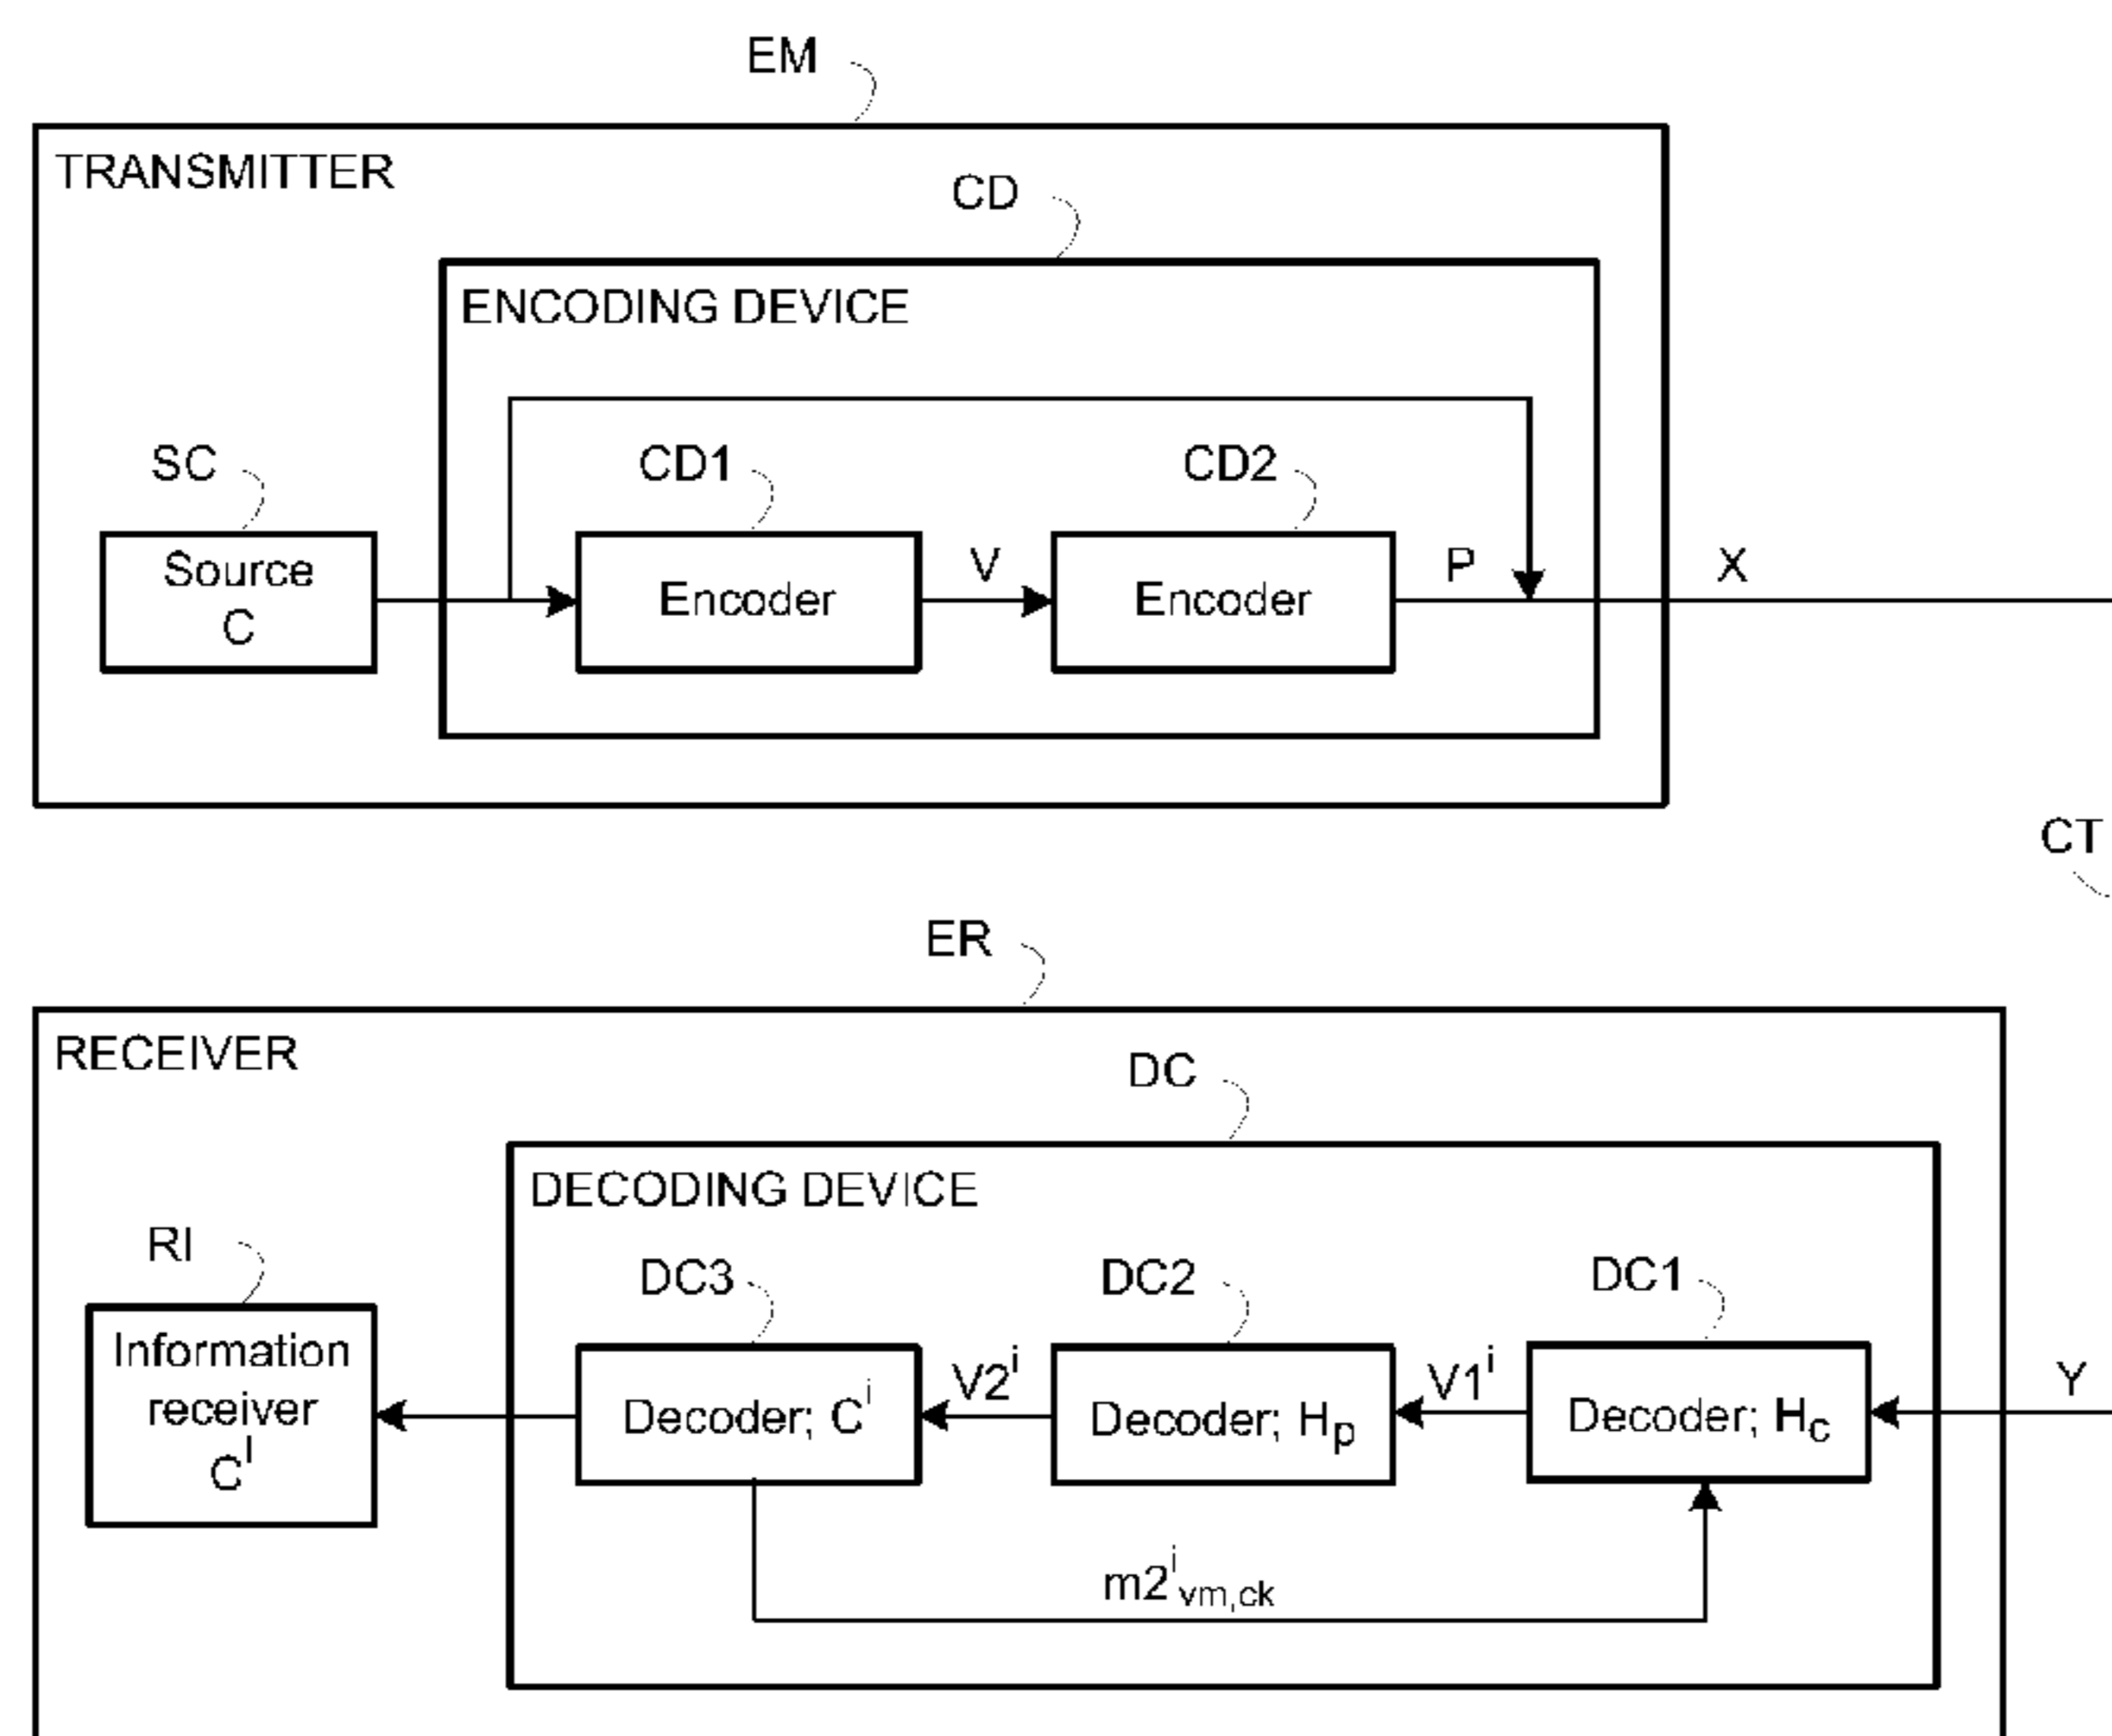 EM
TRANSMITTER
CD
ENCODING DEVICE
SC
CD1
CD2
Source
C
Encoder
V
Encoder
P
X
CT
ER
RECEIVER
DC
DECODING DEVICE
RI
DC3
DC2
DC1
Information
receiver
C^I
Decoder; C^i
V2^i
Decoder; H_p
V1^i
Decoder; H_c
Y
m2^i_vm,ck